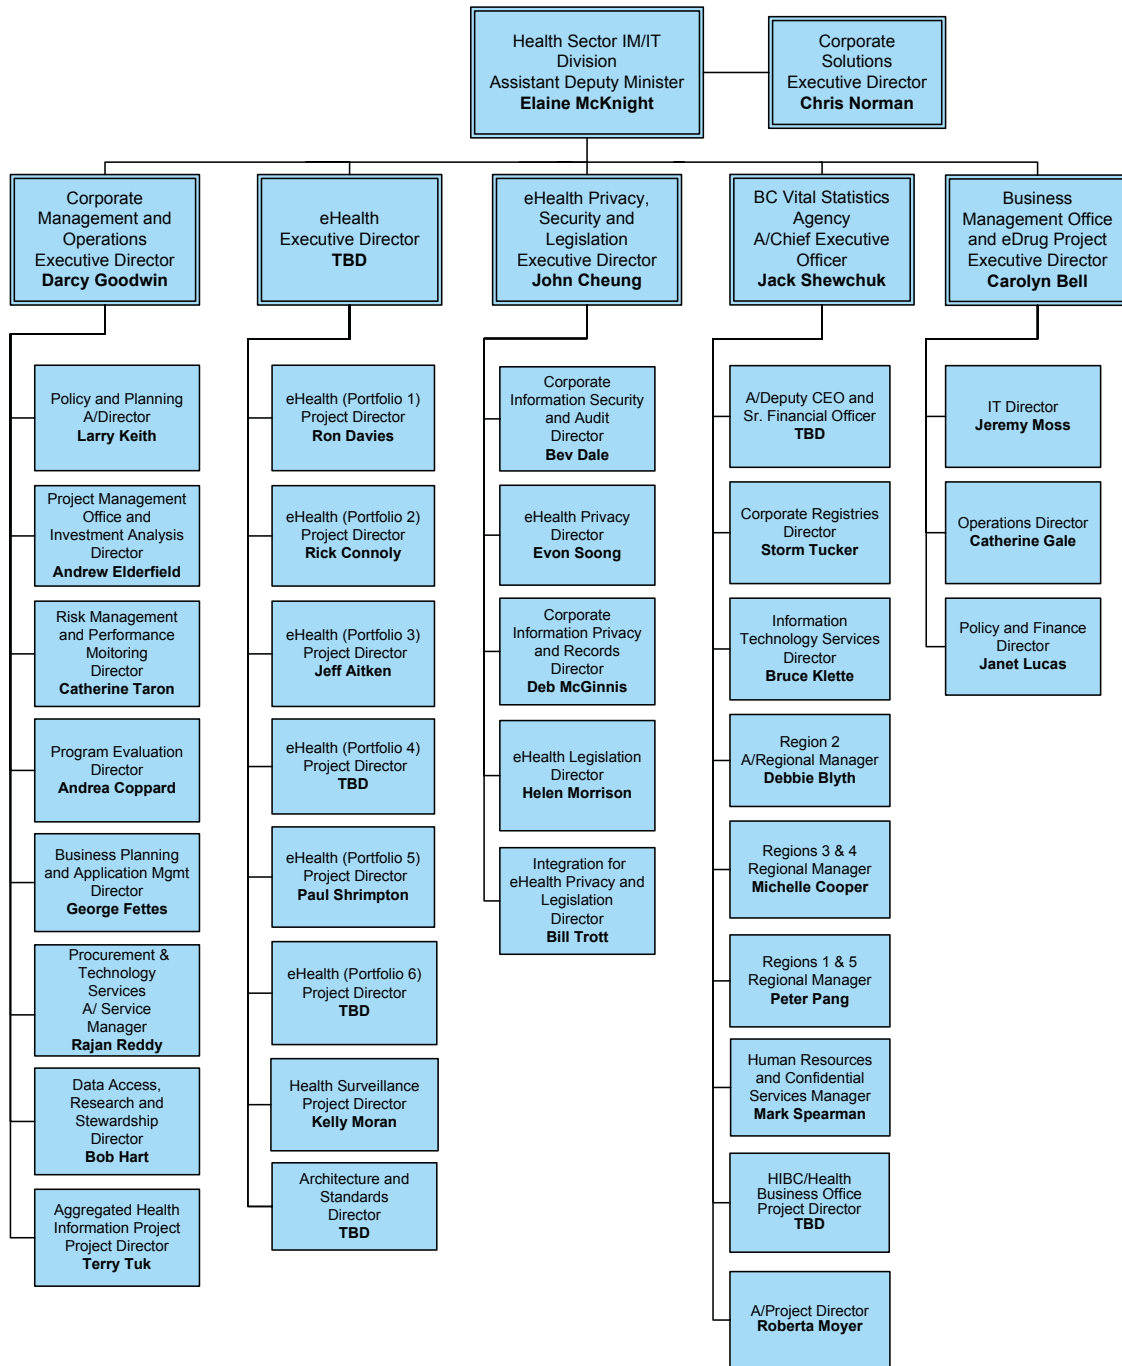 Health Sector IM/IT
Division
Assistant Deputy Minister
Elaine McKnight
Corporate
Solutions
Executive Director
Chris Norman
Corporate
Management and
Operations
Executive Director
Darcy Goodwin
eHealth
Executive Director
TBD
eHealth Privacy,
Security and
Legislation
Executive Director
John Cheung
BC Vital Statistics
Agency
A/Chief Executive
Officer
Jack Shewchuk
Business
Management Office
and eDrug Project
Executive Director
Carolyn Bell
Policy and Planning
A/Director
Larry Keith
Project Management
Office and
Investment Analysis
Director
Andrew Elderfield
Risk Management
and Performance
Moitoring
Director
Catherine Taron
Program Evaluation
Director
Andrea Coppard
Business Planning
and Application Mgmt
Director
George Fettes
Procurement &
Technology
Services
A/ Service
Manager
Rajan Reddy
Data Access,
Research and
Stewardship
Director
Bob Hart
Aggregated Health
Information Project
Project Director
Terry Tuk
eHealth (Portfolio 1)
Project Director
Ron Davies
eHealth (Portfolio 2)
Project Director
Rick Connoly
eHealth (Portfolio 3)
Project Director
Jeff Aitken
eHealth (Portfolio 4)
Project Director
TBD
eHealth (Portfolio 5)
Project Director
Paul Shrimpton
eHealth (Portfolio 6)
Project Director
TBD
Health Surveillance
Project Director
Kelly Moran
Architecture and
Standards
Director
TBD
Corporate
Information Security
and Audit
Director
Bev Dale
eHealth Privacy
Director
Evon Soong
Corporate
Information Privacy
and Records
Director
Deb McGinnis
eHealth Legislation
Director
Helen Morrison
Integration for
eHealth Privacy and
Legislation
Director
Bill Trott
A/Deputy CEO and
Sr. Financial Officer
TBD
Corporate Registries
Director
Storm Tucker
Information
Technology Services
Director
Bruce Klette
Region 2
A/Regional Manager
Debbie Blyth
Regions 3 & 4
Regional Manager
Michelle Cooper
Regions 1 & 5
Regional Manager
Peter Pang
Human Resources
and Confidential
Services Manager
Mark Spearman
HIBC/Health
Business Office
Project Director
TBD
A/Project Director
Roberta Moyer
IT Director
Jeremy Moss
Operations Director
Catherine Gale
Policy and Finance
Director
Janet Lucas